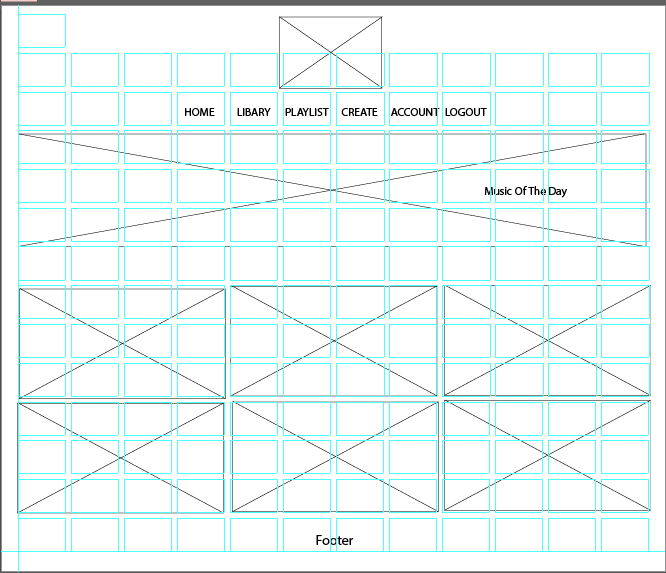 HOME LIBARY PLAYLIST CREATE ACCOUNT LOGOUT
Music Of The Day
Footer